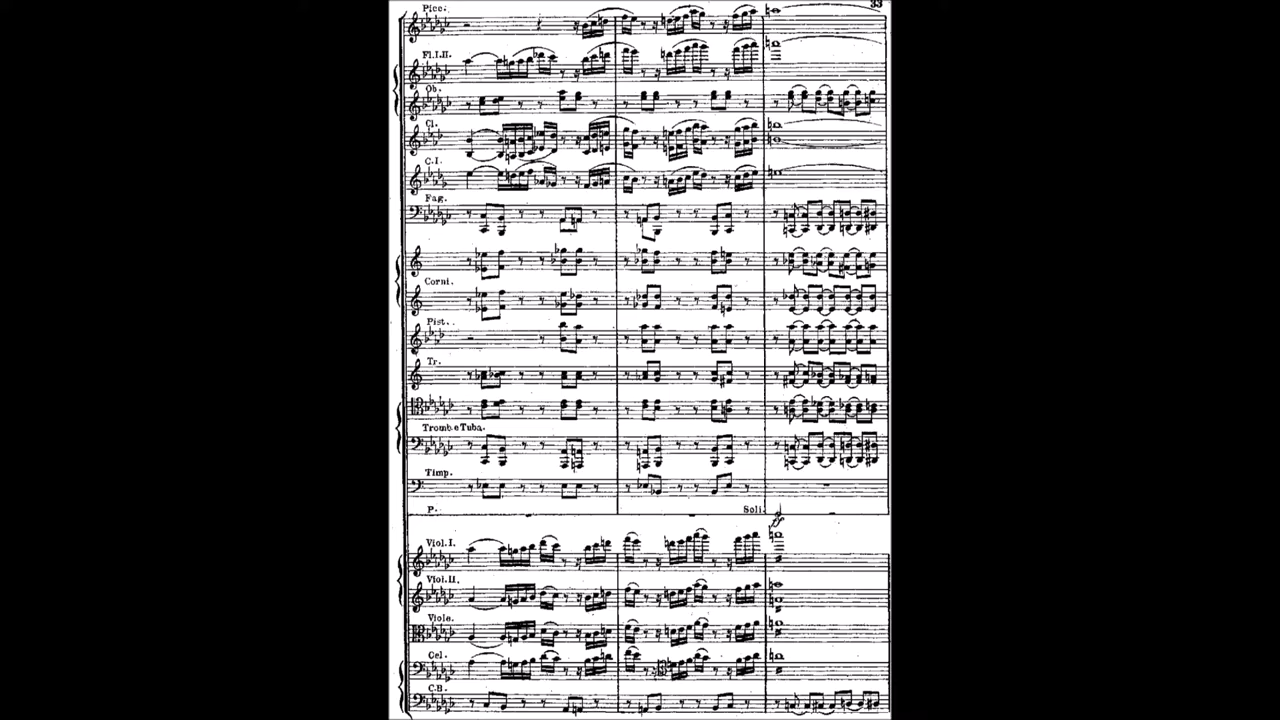 33
Picc.
Fl.I.II.
Ob.
Cl.
C.I.
Fag.
Corni.
Pist.
Tr.
Tromb.e Tuba.
Timp.
P. Soli.
ff
Viol.I.
Viol.II.
Viole.
Cel.
C.B.